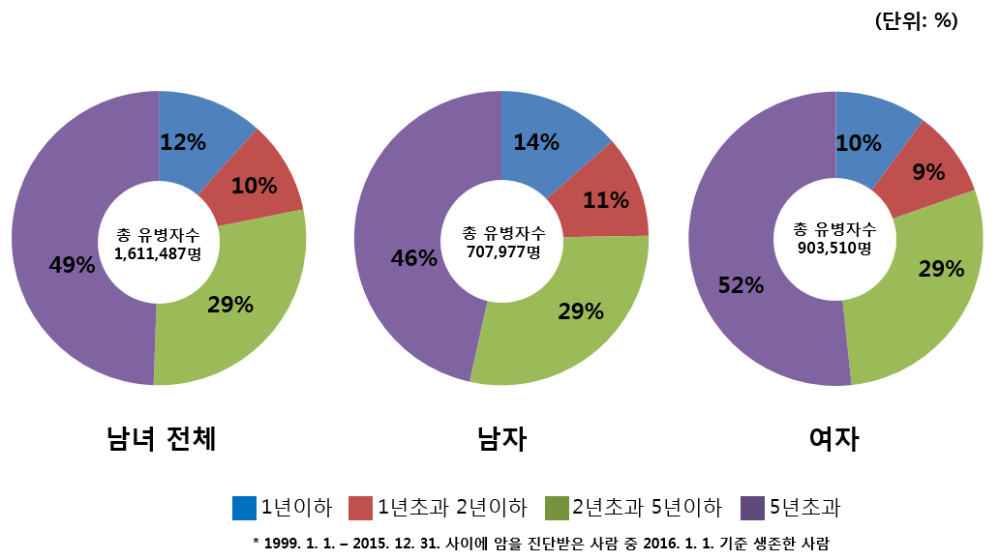 (단위: %)
12%
10%
29%
49%
총 유병자수
1,611,487명
남녀 전체
14%
11%
29%
46%
총 유병자수
707,977명
남자
10%
9%
29%
52%
총 유병자수
903,510명
여자
1년이하 1년초과 2년이하 2년초과 5년이하 5년초과
* 1999. 1. 1. – 2015. 12. 31. 사이에 암을 진단받은 사람 중 2016. 1. 1. 기준 생존한 사람